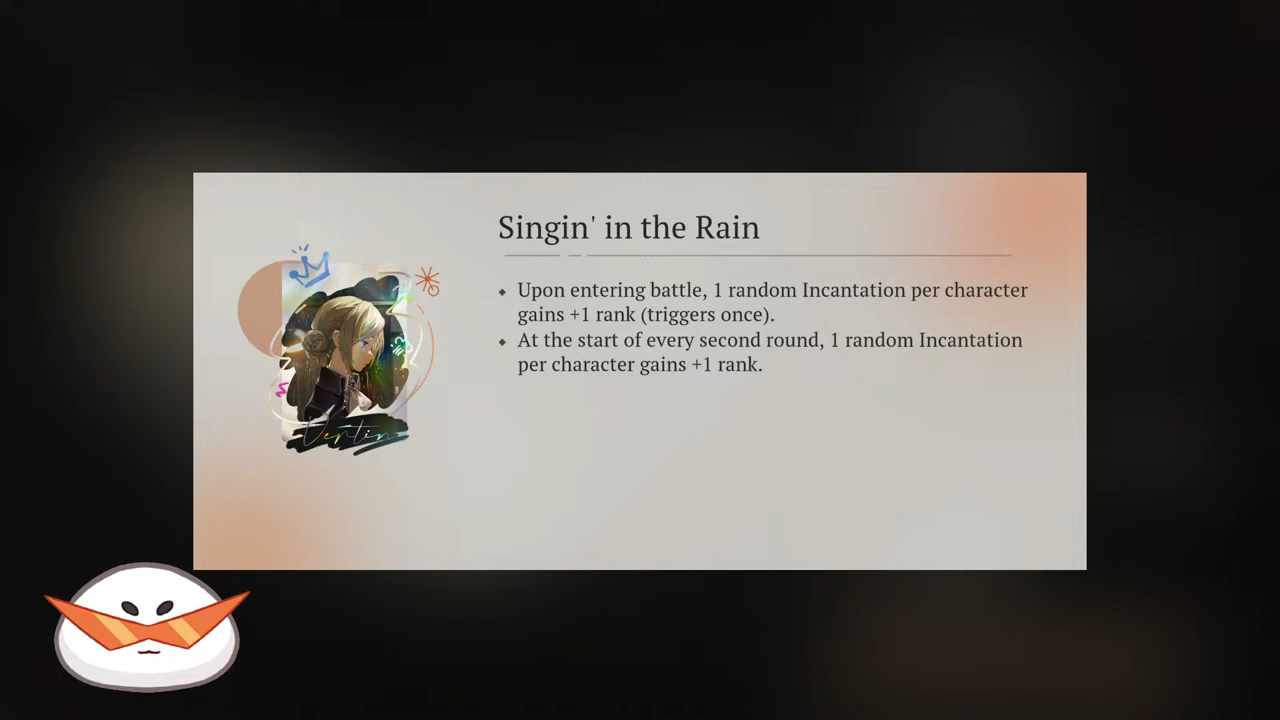 Singin' in the Rain
Upon entering battle, 1 random Incantation per character
gains +1 rank (triggers once).
At the start of every second round, 1 random Incantation
per character gains +1 rank.
Vertin